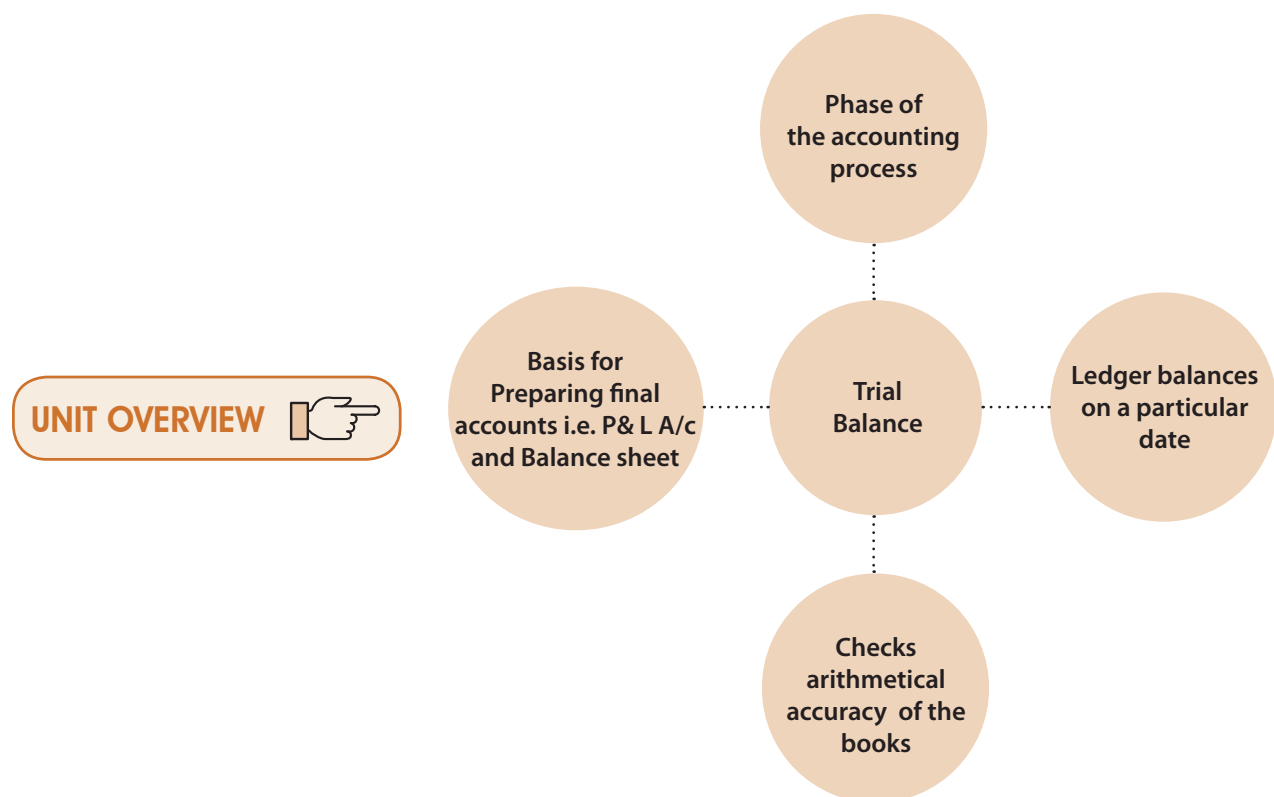 Phase of
the accounting
process
UNIT OVERVIEW
Basis for
Preparing final
accounts i.e. P& L A/c
and Balance sheet
Trial
Balance
Ledger balances
on a particular
date
Checks
arithmetical
accuracy of the
books